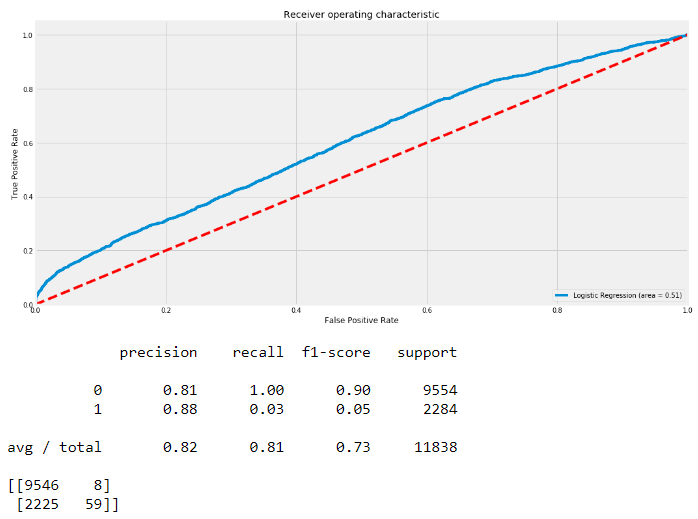 Receiver operating characteristic
1.0
0.8
0.6
0.4
0.2
0.0
True Positive Rate
0.0 0.2 0.4 0.6 0.8 1.0
False Positive Rate
Logistic Regression (area = 0.51)
precision recall f1-score support
0 0.81 1.00 0.90 9554
1 0.88 0.03 0.05 2284
avg / total 0.82 0.81 0.73 11838
[[9546 8]
[2225 59]]